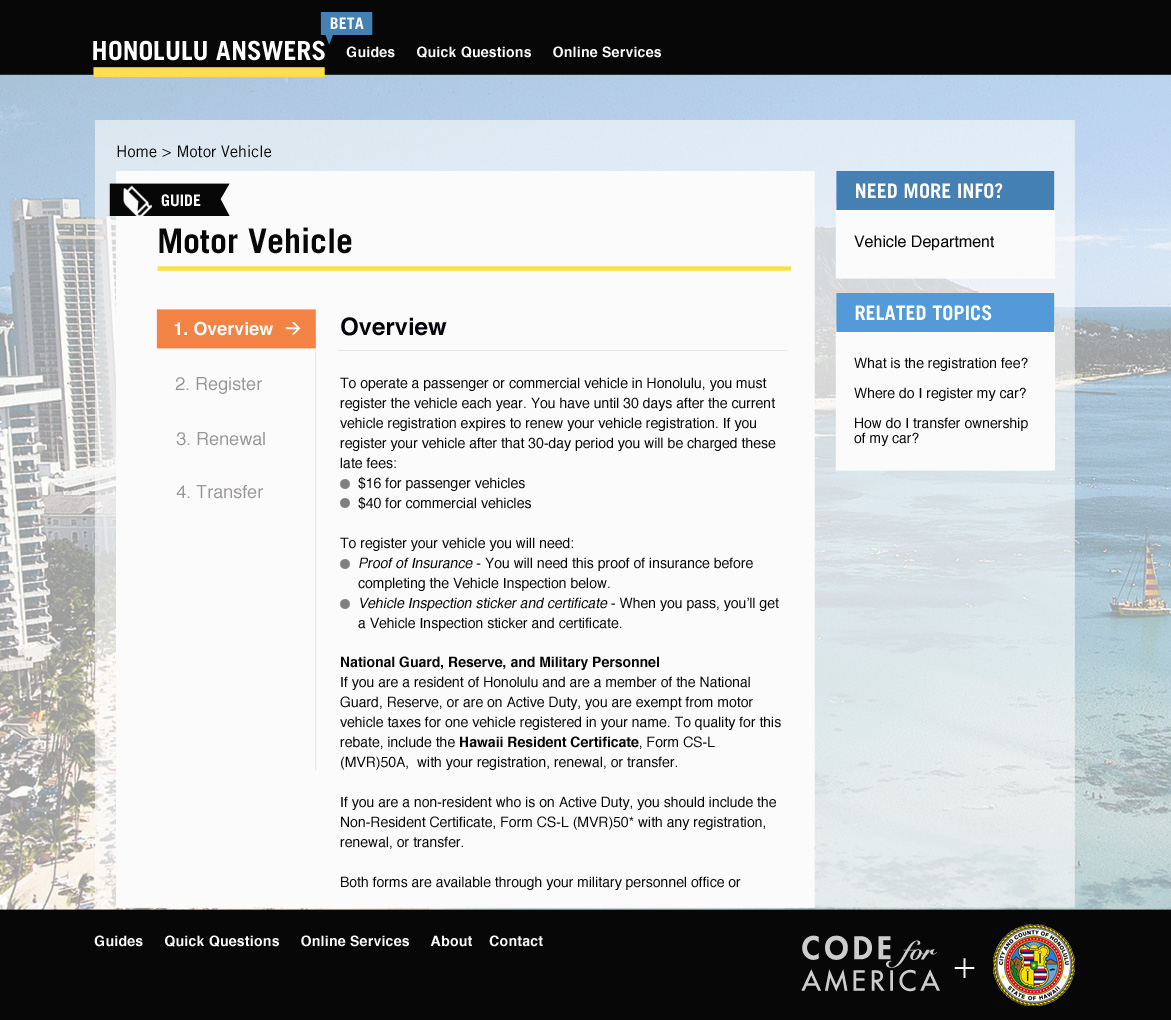 BETA
HONOLULU ANSWERS
Guides Quick Questions Online Services
Home > Motor Vehicle
GUIDE
Motor Vehicle
1. Overview →
2. Register
3. Renewal
4. Transfer
Overview
To operate a passenger or commercial vehicle in Honolulu, you must
register the vehicle each year. You have until 30 days after the current
vehicle registration expires to renew your vehicle registration. If you
register your vehicle after that 30-day period you will be charged these
late fees:
● $16 for passenger vehicles
● $40 for commercial vehicles
To register your vehicle you will need:
● Proof of Insurance - You will need this proof of insurance before
completing the Vehicle Inspection below.
● Vehicle Inspection sticker and certificate - When you pass, you'll get
a Vehicle Inspection sticker and certificate.
National Guard, Reserve, and Military Personnel
If you are a resident of Honolulu and are a member of the National
Guard, Reserve, or are on Active Duty, you are exempt from motor
vehicle taxes for one vehicle registered in your name. To quality for this
rebate, include the Hawaii Resident Certificate, Form CS-L
(MVR)50A, with your registration, renewal, or transfer.
If you are a non-resident who is on Active Duty, you should include the
Non-Resident Certificate, Form CS-L (MVR)50* with any registration,
renewal, or transfer.
Both forms are available through your military personnel office or
NEED MORE INFO?
Vehicle Department
RELATED TOPICS
What is the registration fee?
Where do I register my car?
How do I transfer ownership
of my car?
Guides Quick Questions Online Services About Contact
CODE for
AMERICA
+
CITY AND COUNTY OF HONOLULU
STATE OF HAWAII